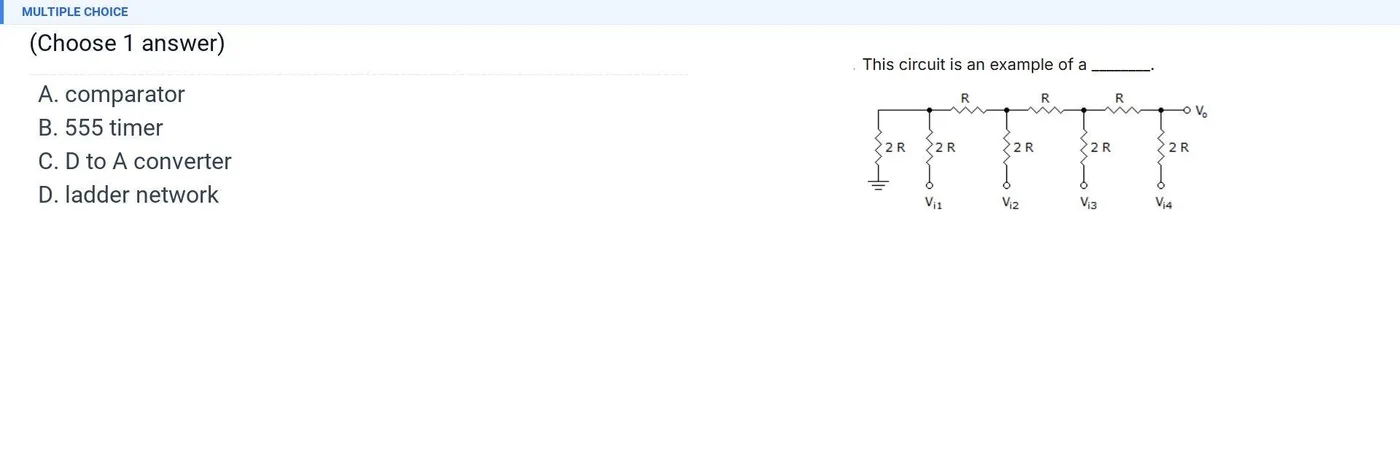 MULTIPLE CHOICE
(Choose 1 answer)
A. comparator
B. 555 timer
C. D to A converter
D. ladder network
This circuit is an example of a ________.
R R R
Vo
2 R 2 R 2 R 2 R 2 R
Vi1 Vi2 Vi3 Vi4